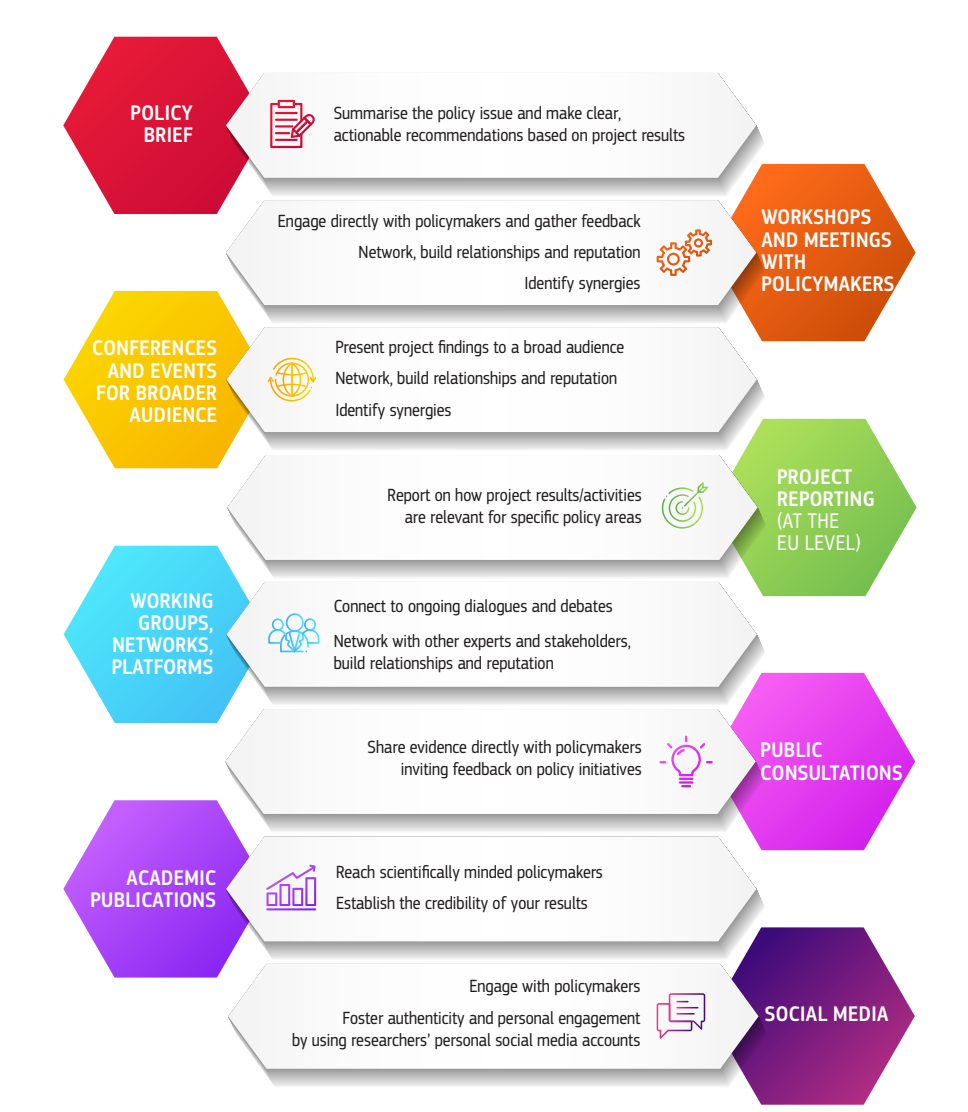 POLICY
BRIEF
Summarise the policy issue and make clear,
actionable recommendations based on project results
Engage directly with policymakers and gather feedback
Network, build relationships and reputation
Identify synergies
WORKSHOPS
AND MEETINGS
WITH
POLICYMAKERS
CONFERENCES
AND EVENTS
FOR BROADER
AUDIENCE
Present project findings to a broad audience
Network, build relationships and reputation
Identify synergies
Report on how project results/activities
are relevant for specific policy areas
PROJECT
REPORTING
(AT THE
EU LEVEL)
WORKING
GROUPS,
NETWORKS,
PLATFORMS
Connect to ongoing dialogues and debates
Network with other experts and stakeholders,
build relationships and reputation
Share evidence directly with policymakers
inviting feedback on policy initiatives
PUBLIC
CONSULTATIONS
ACADEMIC
PUBLICATIONS
Reach scientifically minded policymakers
Establish the credibility of your results
Engage with policymakers
Foster authenticity and personal engagement
by using researchers' personal social media accounts
SOCIAL MEDIA